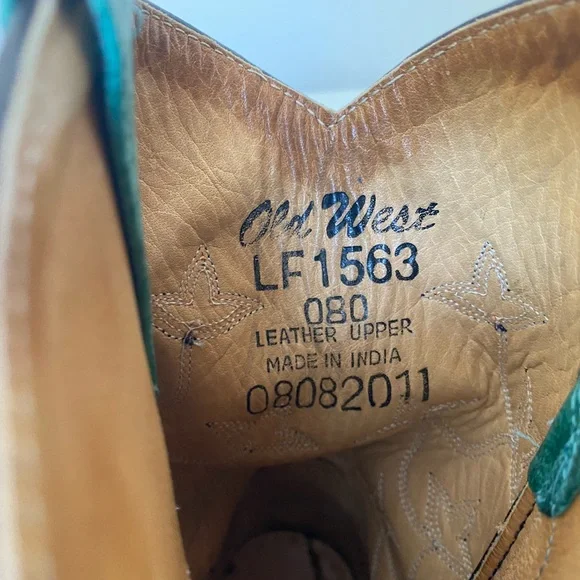 Old West
LF1563
080
LEATHER UPPER
MADE IN INDIA
08082011